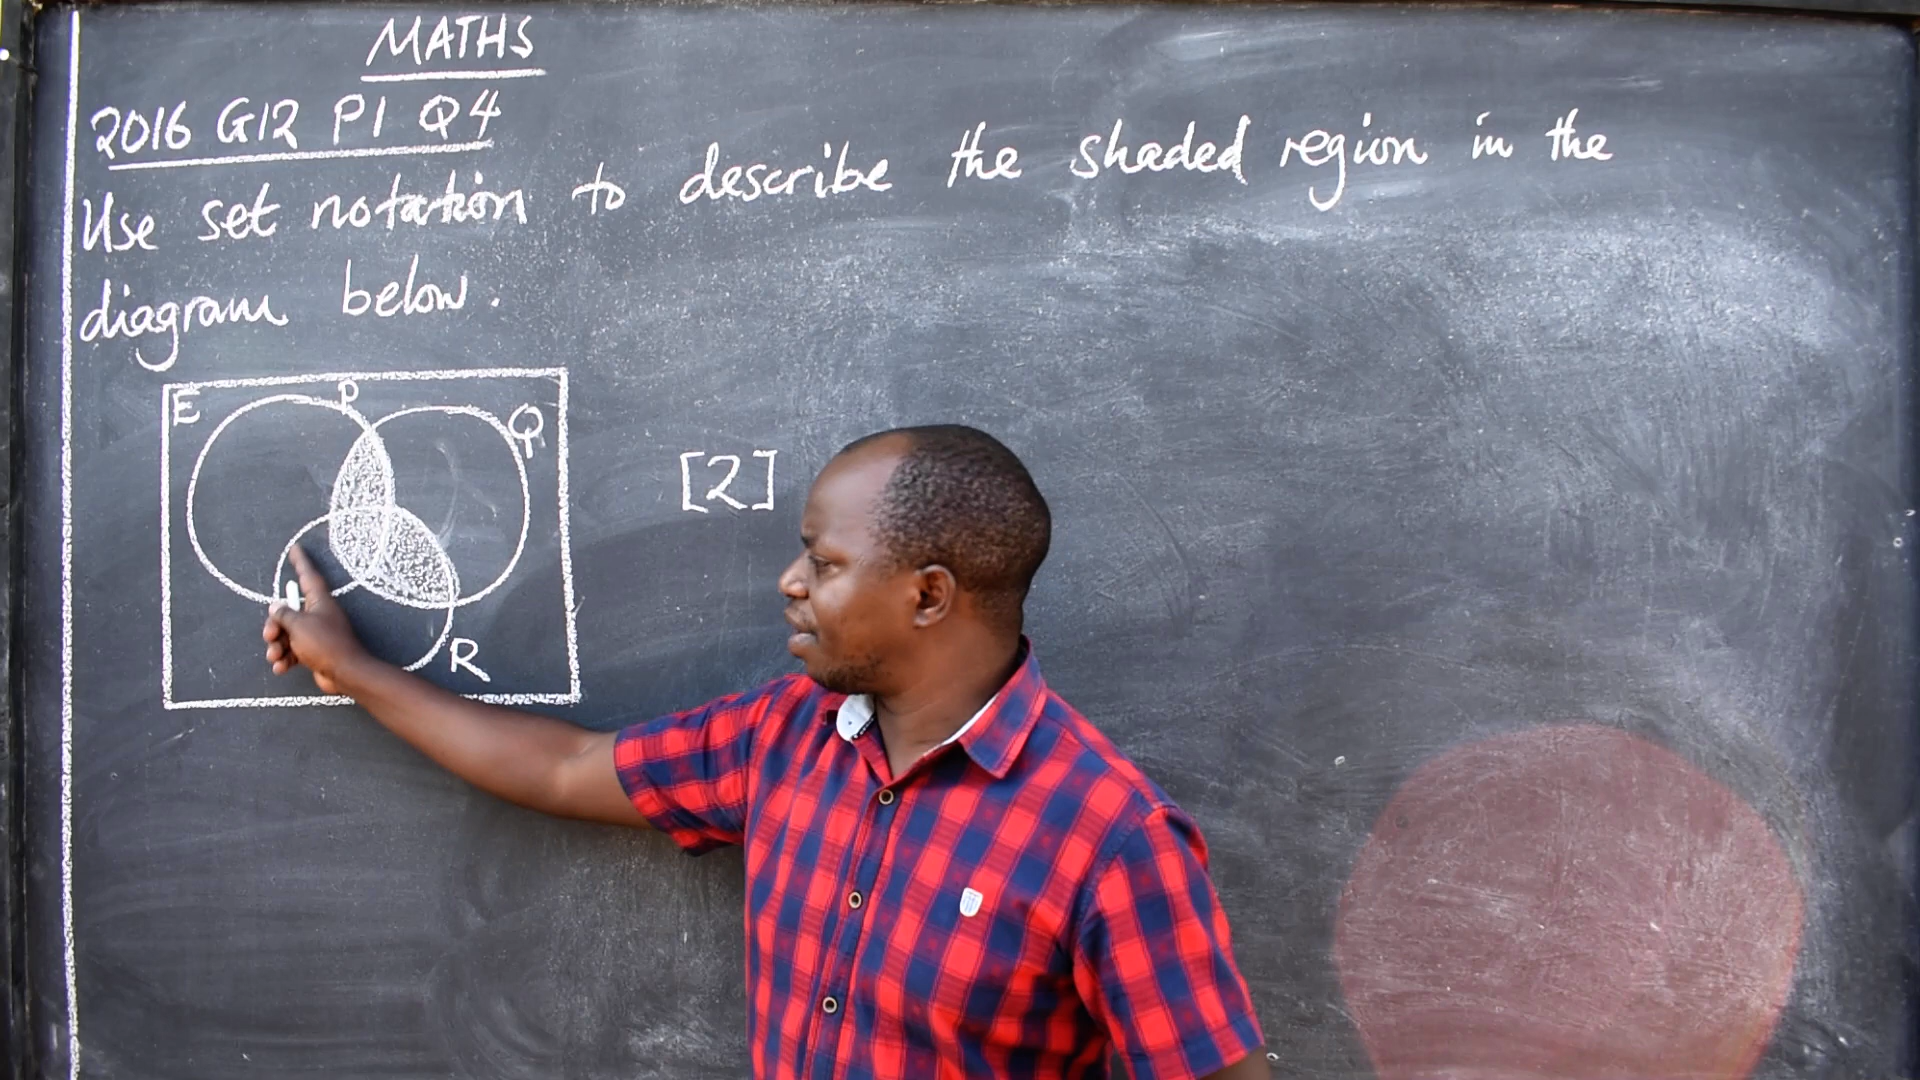 MATHS
2016 G12 P1 Q4
Use set notation to describe the shaded region in the
diagram below.
E P Q
[2]
R